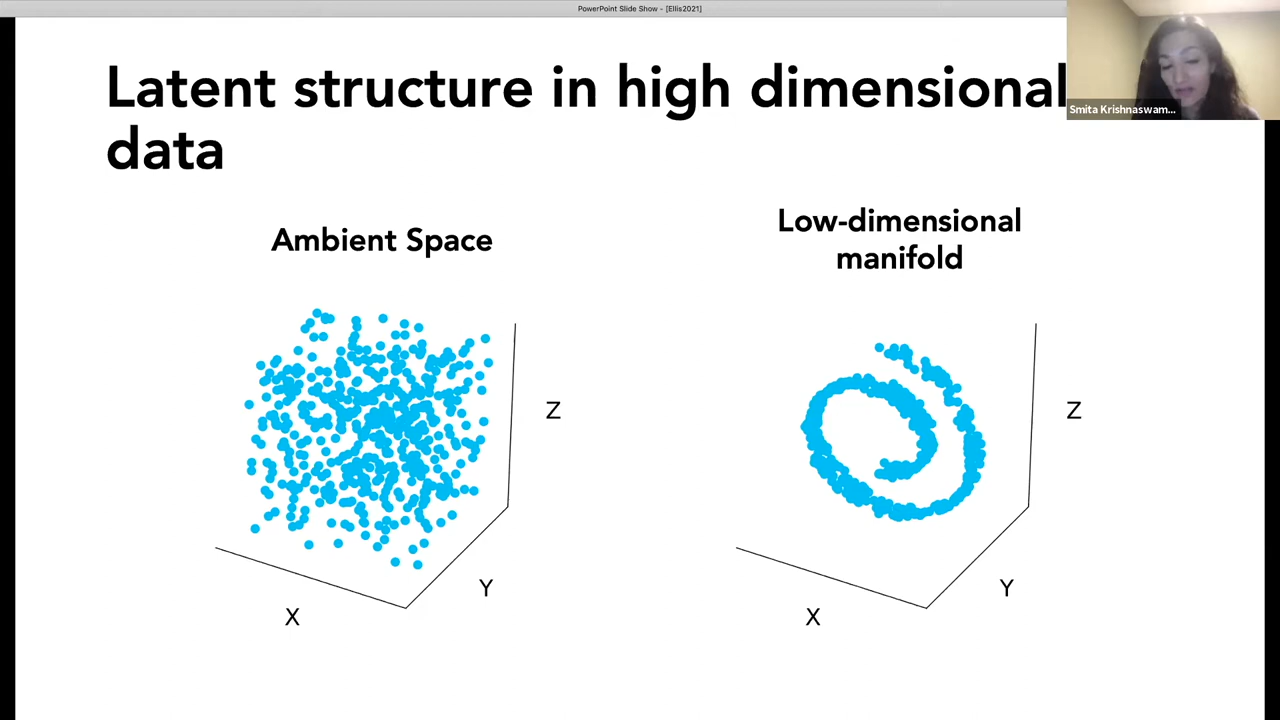 PowerPoint Slide Show - [Ellis2021]
Smita Krishnaswam...
Latent structure in high dimensional
data
Ambient Space
Low-dimensional
manifold
Z
Y
X
Z
Y
X